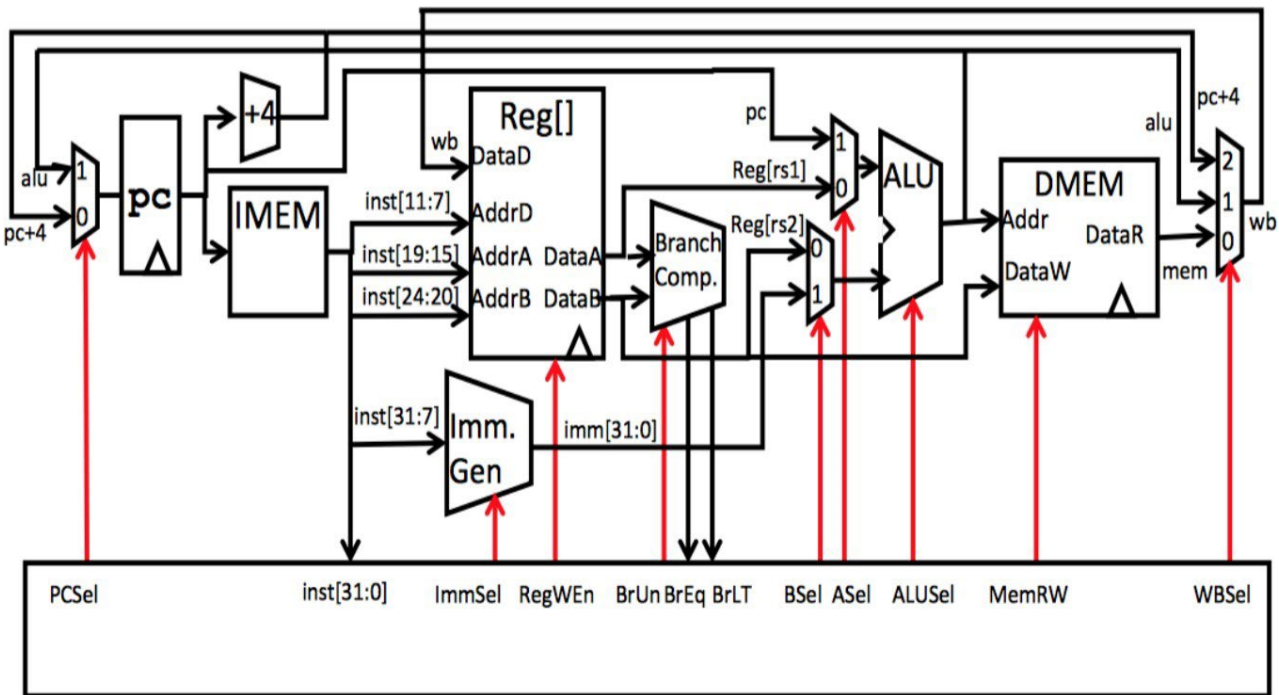 pc+4
alu
pc
+4
Reg[]
wb
DataD
alu
1
0
pc+4
pc
IMEM
inst[11:7]
AddrD
inst[19:15]
AddrA
DataA
inst[24:20]
AddrB
DataB
Reg[rs1]
1
0
Reg[rs2]
0
1
Branch
Comp.
ALU
DMEM
Addr
DataR
DataW
mem
2
1
0
wb
inst[31:7]
Imm.
Gen
imm[31:0]
PCSel
inst[31:0]
ImmSel
RegWEn
BrUn
BrEq
BrLT
BSel
ASel
ALUSel
MemRW
WBSel